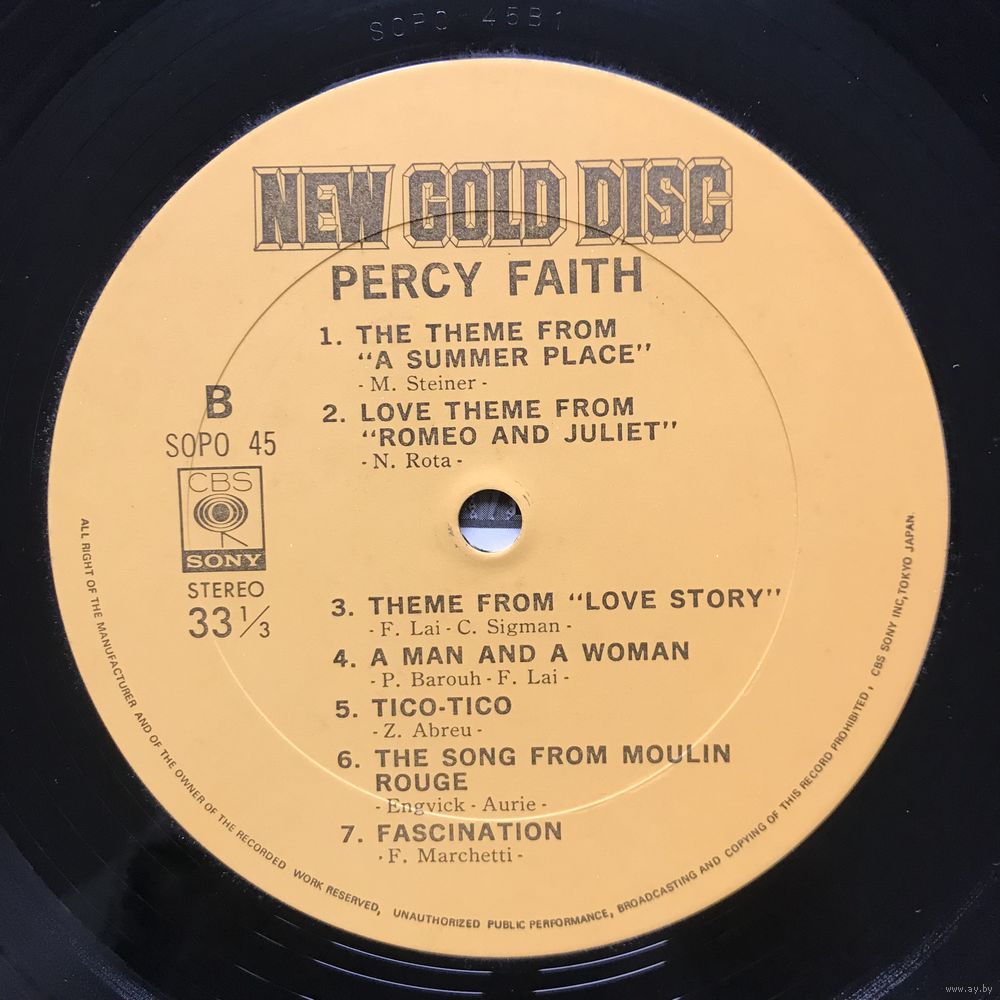 SOPO 45B1
NEW GOLD DISC
PERCY FAITH
1. THE THEME FROM
"A SUMMER PLACE"
- M. Steiner -
2. LOVE THEME FROM
"ROMEO AND JULIET"
- N. Rota -
B
SOPO 45
CBS
SONY
STEREO
33 1/3
3. THEME FROM "LOVE STORY"
- F. Lai - C. Sigman -
4. A MAN AND A WOMAN
- P. Barouh - F. Lai -
5. TICO-TICO
- Z. Abreu -
6. THE SONG FROM MOULIN
ROUGE
- Engvick - Aurie -
7. FASCINATION
- F. Marchetti -
ALL RIGHT OF THE MANUFACTURER AND OF THE OWNER OF THE RECORDED WORK RESERVED, UNAUTHORIZED PUBLIC PERFORMANCE, BROADCASTING AND COPYING OF THIS RECORD PROHIBITED, CBS SONY INC, TOKYO JAPAN.
www.ay.by